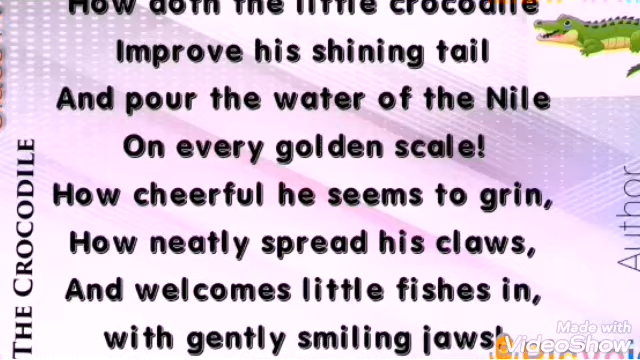 How doth the little crocodile
Improve his shining tail
And pour the water of the Nile
On every golden scale!
How cheerful he seems to grin,
How neatly spread his claws,
And welcomes little fishes in,
with gently smiling jaws!
THE CROCODILE
Author
Made with
VideoShow